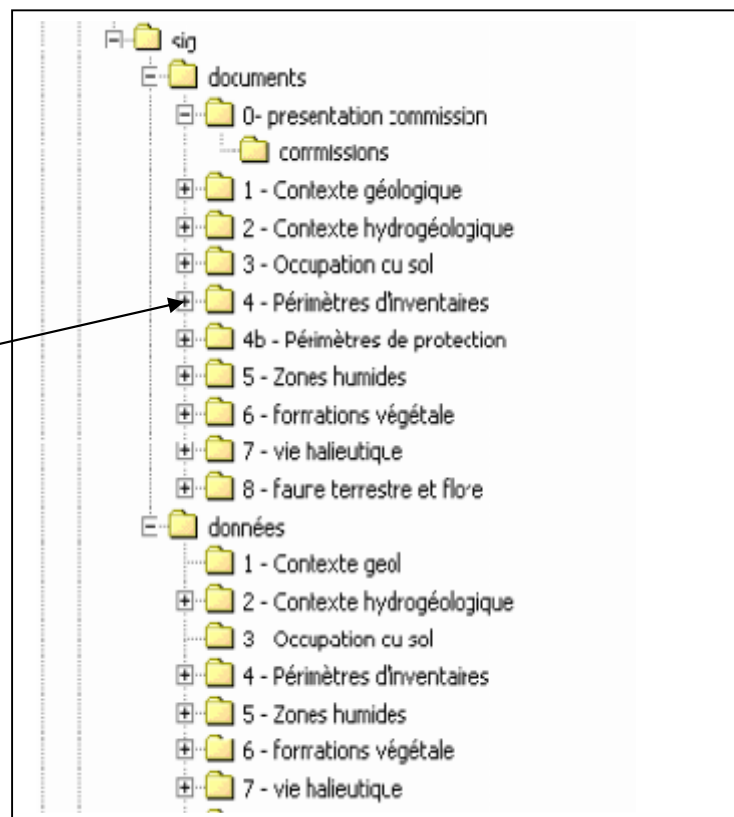 sig
documents
0- presentation commission
commissions
1 - Contexte géologique
2 - Contexte hydrogéologique
3 - Occupation cu sol
4 - Périmètres d'inventaires
4b - Périmètres de protection
5 - Zones humides
6 - formations végétale
7 - vie halieutique
8 - faune terrestre et flore
données
1 - Contexte geol
2 - Contexte hydrogéologique
3 Occupation cu sol
4 - Périmètres d'inventaires
5 - Zones humides
6 - formations végétale
7 - vie halieutique